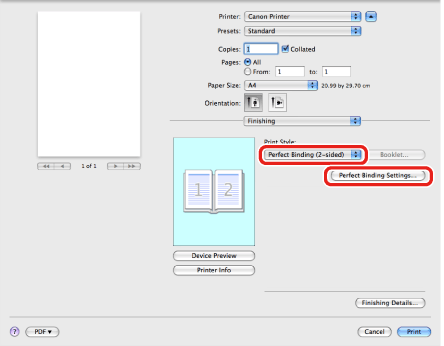 Printer: Canon Printer
Presets: Standard
Copies: 1 Collated
Pages: All
From: 1 to: 1
Paper Size: A4 20.99 by 29.70 cm
Orientation:
Finishing
1 of 1
Print Style:
Perfect Binding (2-sided) Booklet...
Perfect Binding Settings...
1 2
Device Preview
Printer Info
Finishing Details...
? PDF Cancel Print